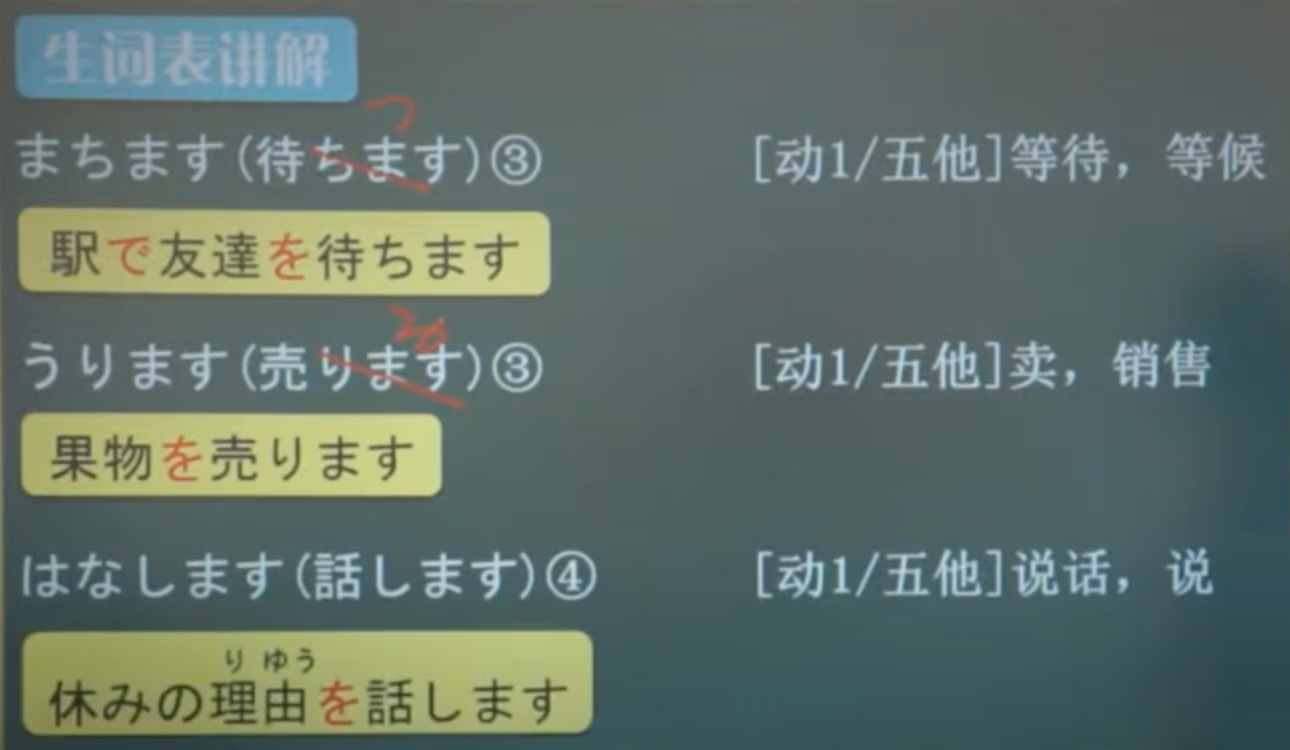 生词表讲解
つ
まちます(待ちます)③ [动1/五他]等待，等候
駅で友達を待ちます
る
うります(売ります)③ [动1/五他]卖，销售
果物を売ります
はなします(話します)④ [动1/五他]说话，说
りゆう
休みの理由を話します